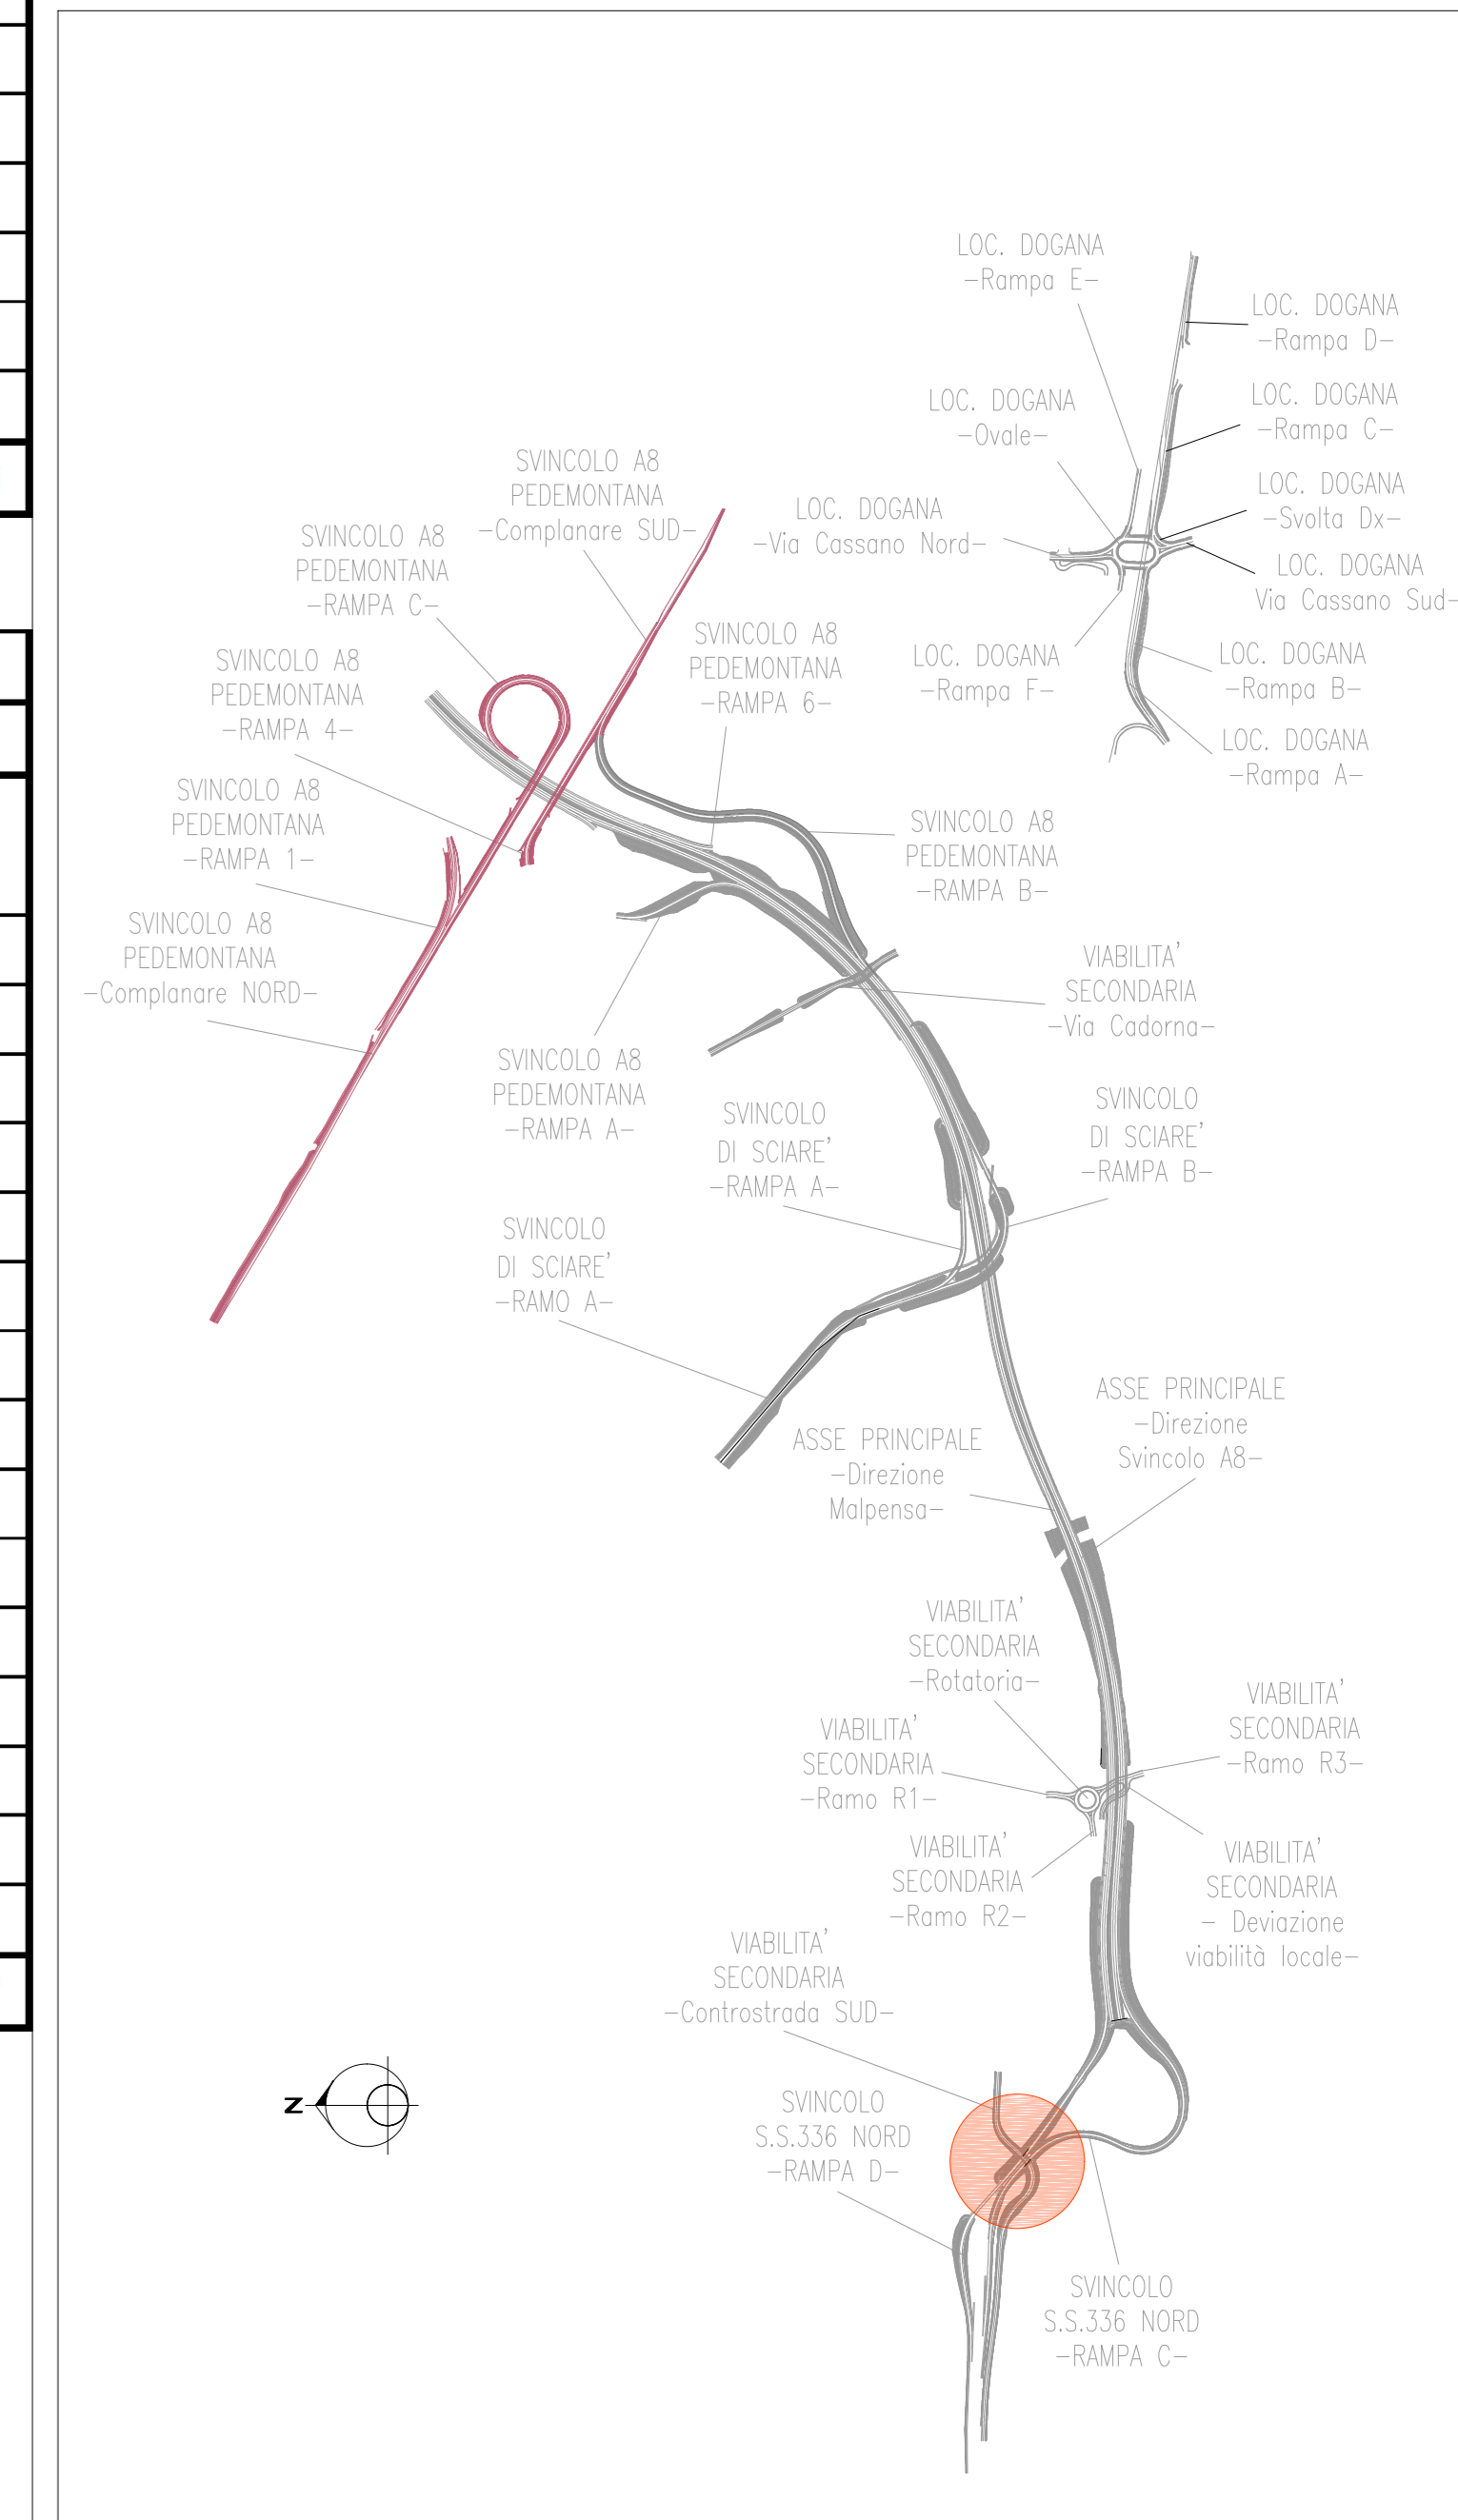 LOC. DOGANA
-Rampa E-
LOC. DOGANA
-Rampa D-
LOC. DOGANA
-Ovale-
LOC. DOGANA
-Rampa C-
SVINCOLO A8
PEDEMONTANA
-Complanare SUD-
LOC. DOGANA
-Svolta Dx-
LOC. DOGANA
-Via Cassano Nord-
SVINCOLO A8
PEDEMONTANA
-RAMPA C-
LOC. DOGANA
Via Cassano Sud-
SVINCOLO A8
PEDEMONTANA
-RAMPA 6-
LOC. DOGANA
-Rampa F-
LOC. DOGANA
-Rampa B-
SVINCOLO A8
PEDEMONTANA
-RAMPA 4-
LOC. DOGANA
-Rampa A-
SVINCOLO A8
PEDEMONTANA
-RAMPA 1-
SVINCOLO A8
PEDEMONTANA
-RAMPA B-
SVINCOLO A8
PEDEMONTANA
-Complanare NORD-
VIABILITA'
SECONDARIA
-Via Cadorna-
SVINCOLO A8
PEDEMONTANA
-RAMPA A-
SVINCOLO
DI SCIARE'
-RAMPA A-
SVINCOLO
DI SCIARE'
-RAMPA B-
SVINCOLO
DI SCIARE'
-RAMO A-
ASSE PRINCIPALE
-Direzione
Svincolo A8-
ASSE PRINCIPALE
-Direzione
Malpensa-
VIABILITA'
SECONDARIA
-Rotatoria-
VIABILITA'
SECONDARIA
-Ramo R3-
VIABILITA'
SECONDARIA
-Ramo R1-
VIABILITA'
SECONDARIA
-Ramo R2-
VIABILITA'
SECONDARIA
- Deviazione
viabilità locale-
VIABILITA'
SECONDARIA
-Controstrada SUD-
N
SVINCOLO
S.S.336 NORD
-RAMPA D-
SVINCOLO
S.S.336 NORD
-RAMPA C-